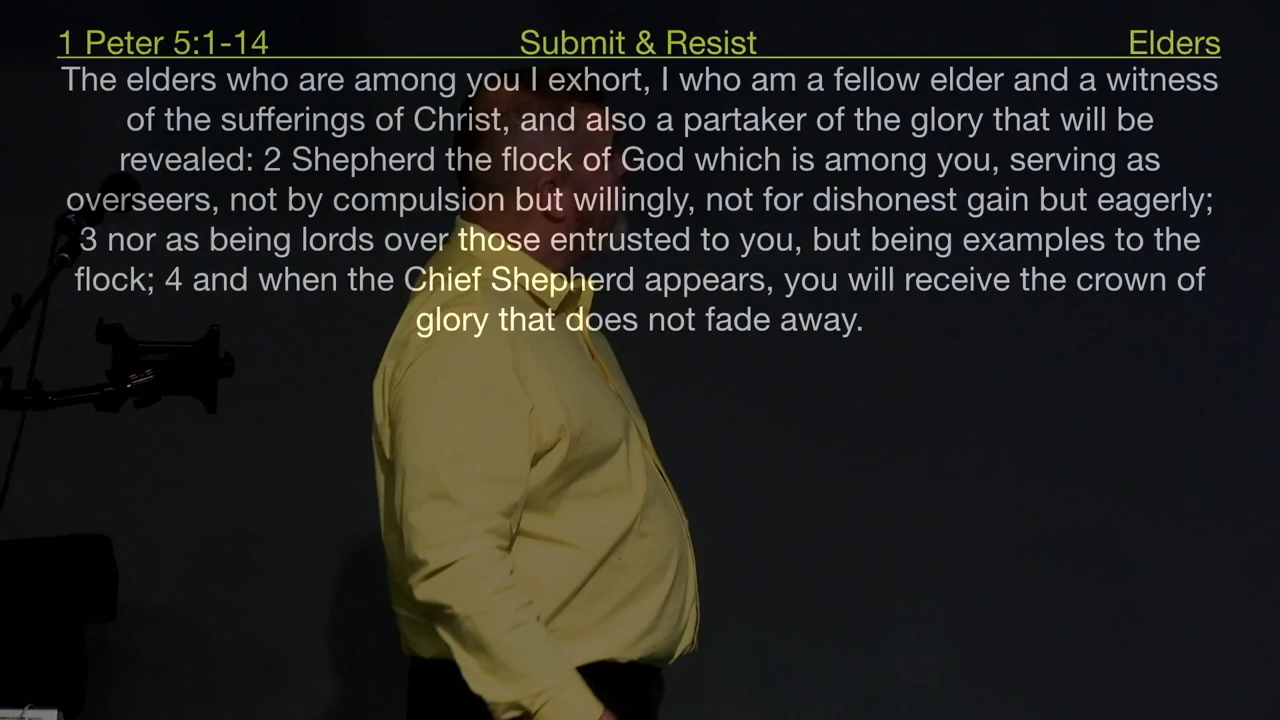 1 Peter 5:1-14 Submit & Resist Elders
The elders who are among you I exhort, I who am a fellow elder and a witness
of the sufferings of Christ, and also a partaker of the glory that will be
revealed: 2 Shepherd the flock of God which is among you, serving as
overseers, not by compulsion but willingly, not for dishonest gain but eagerly;
3 nor as being lords over those entrusted to you, but being examples to the
flock; 4 and when the Chief Shepherd appears, you will receive the crown of
glory that does not fade away.